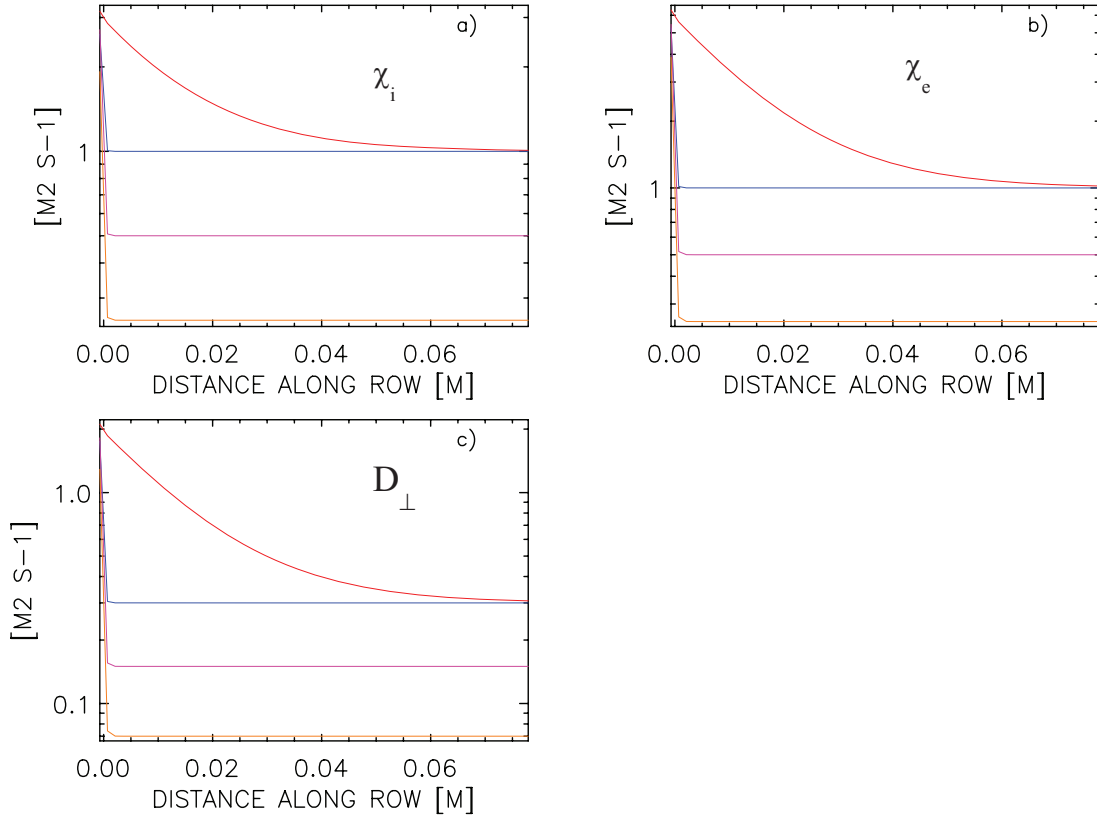 a)
χi
[M2 S−1]
1
0.00 0.02 0.04 0.06
DISTANCE ALONG ROW [M]
b)
χe
[M2 S−1]
1
0.00 0.02 0.04 0.06
DISTANCE ALONG ROW [M]
c)
D⊥
[M2 S−1]
1.0
0.1
0.00 0.02 0.04 0.06
DISTANCE ALONG ROW [M]